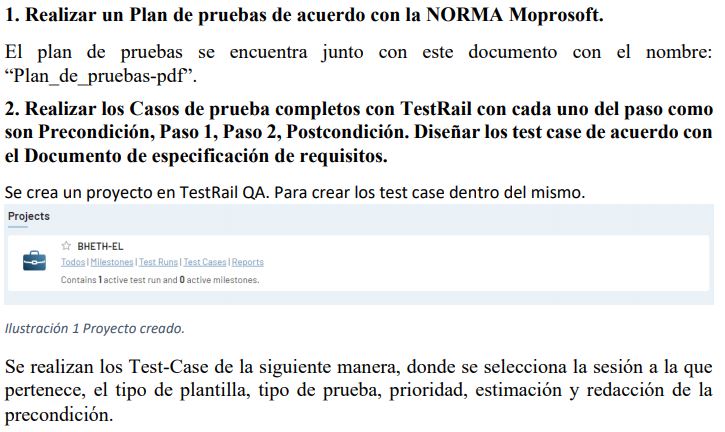 1. Realizar un Plan de pruebas de acuerdo con la NORMA Moprosoft.
El plan de pruebas se encuentra junto con este documento con el nombre:
“Plan_de_pruebas-pdf”.
2. Realizar los Casos de prueba completos con TestRail con cada uno del paso como
son Precondición, Paso 1, Paso 2, Postcondición. Diseñar los test case de acuerdo con
el Documento de especificación de requisitos.
Se crea un proyecto en TestRail QA. Para crear los test case dentro del mismo.
Projects
BHETH-EL
Todos | Milestones | Test Runs | Test Cases | Reports
Contains 1 active test run and 0 active milestones.
Ilustración 1 Proyecto creado.
Se realizan los Test-Case de la siguiente manera, donde se selecciona la sesión a la que
pertenece, el tipo de plantilla, tipo de prueba, prioridad, estimación y redacción de la
precondición.